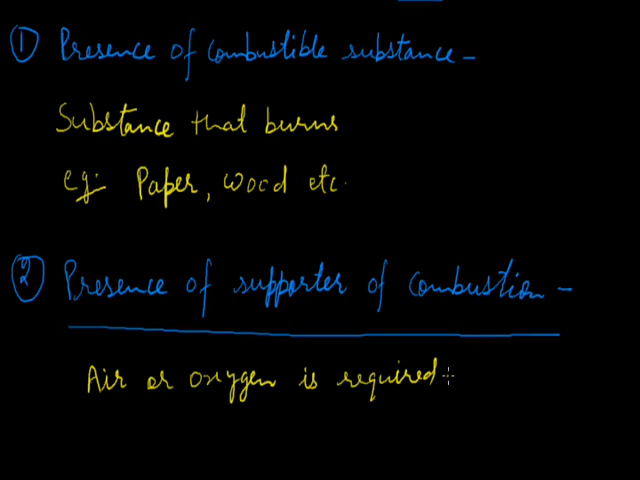 ① Presence of combustible substance -
Substance that burns
eg: Paper, wood etc.
② Presence of supporter of combustion -
Air or oxygen is required